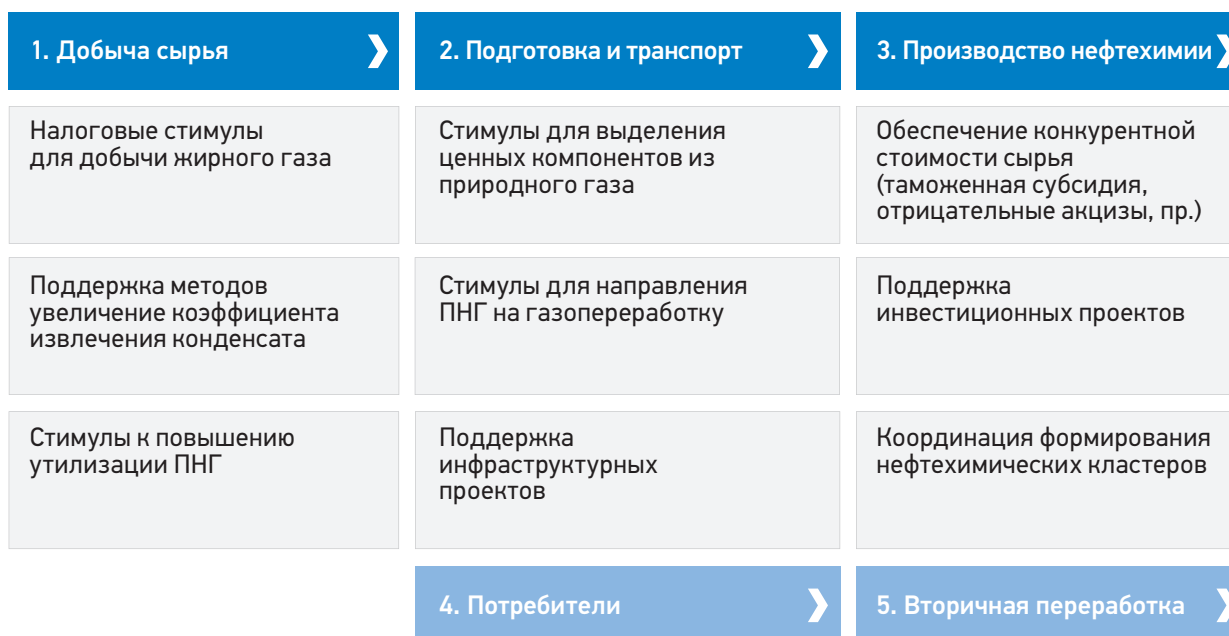 1. Добыча сырья
2. Подготовка и транспорт
3. Производство нефтехимии
Налоговые стимулы
для добычи жирного газа
Стимулы для выделения
ценных компонентов из
природного газа
Обеспечение конкурентной
стоимости сырья
(таможенная субсидия,
отрицательные акцизы, пр.)
Поддержка методов
увеличение коэффициента
извлечения конденсата
Стимулы для направления
ПНГ на газопереработку
Поддержка
инвестиционных проектов
Стимулы к повышению
утилизации ПНГ
Поддержка
инфраструктурных
проектов
Координация формирования
нефтехимических кластеров
4. Потребители
5. Вторичная переработка